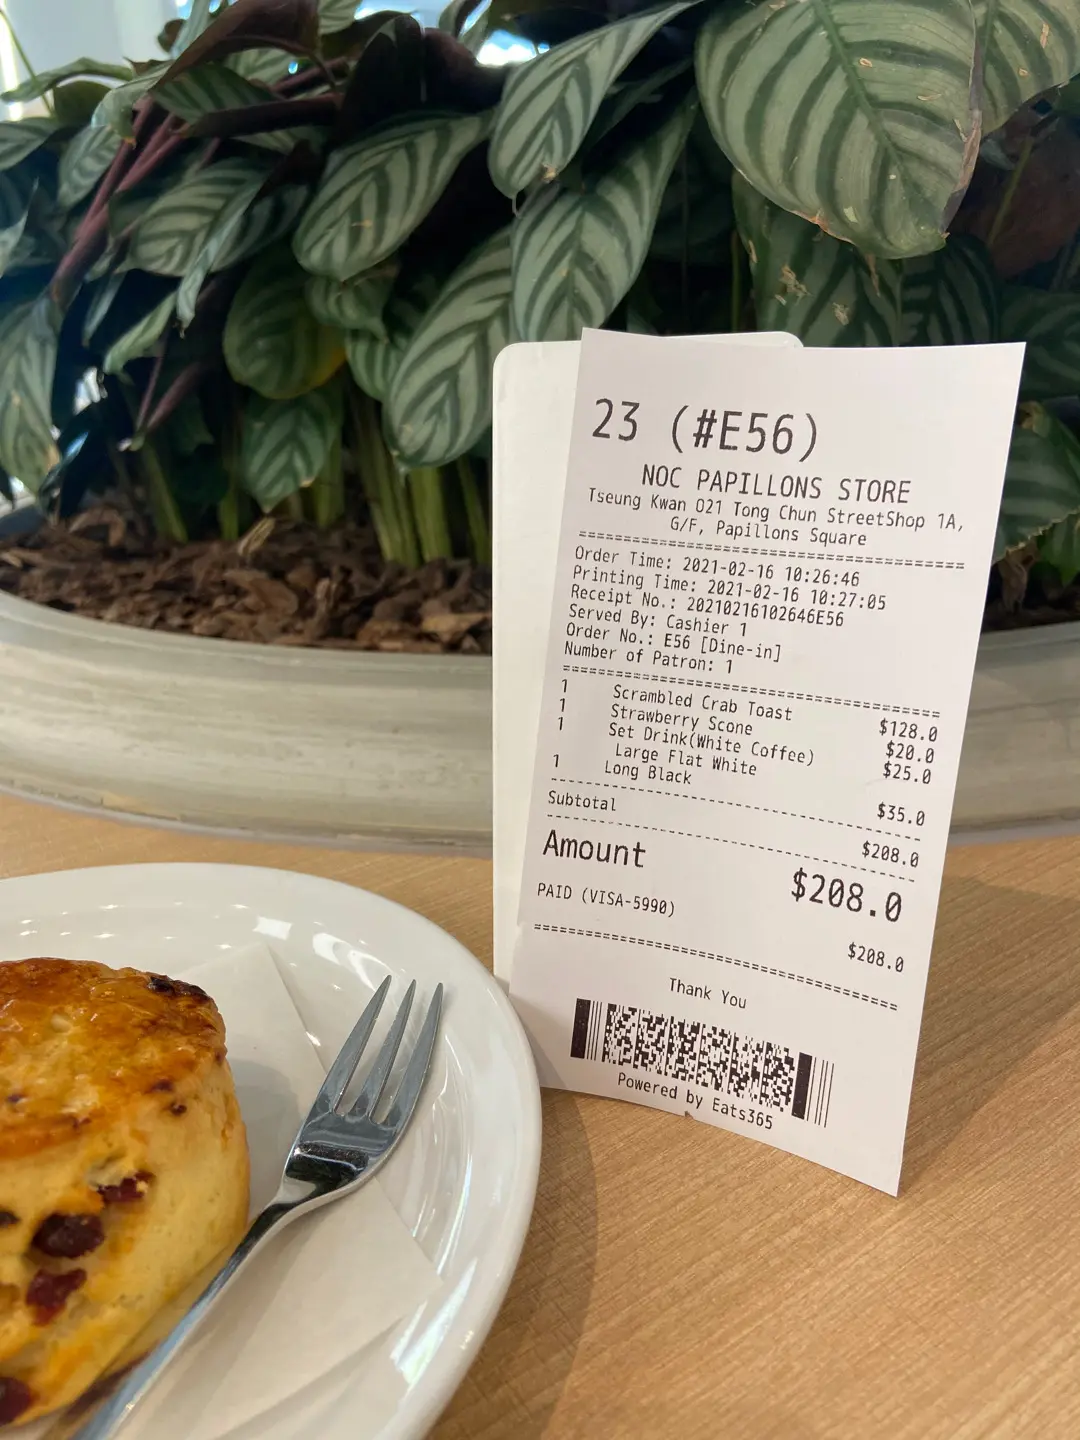 23 (#E56)
NOC PAPILLONS STORE
Tseung Kwan O21 Tong Chun StreetShop 1A,
G/F, Papillons Square
Order Time: 2021-02-16 10:26:46
Printing Time: 2021-02-16 10:27:05
Receipt No.: 20210216102646E56
Served By: Cashier 1
Order No.: E56 [Dine-in]
Number of Patron: 1
1 Scrambled Crab Toast $128.0
1 Strawberry Scone $20.0
1 Set Drink(White Coffee) $25.0
Large Flat White
1 Long Black $35.0
Subtotal $208.0
Amount $208.0
PAID (VISA-5990) $208.0
Thank You
Powered by Eats365